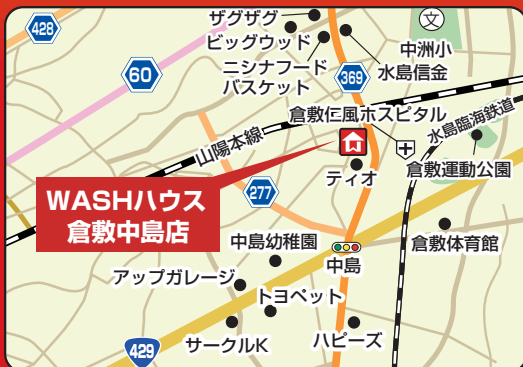 ザグザグ
ビッグウッド
ニシナフード
バスケット
水島信金
文
中洲小
428
60
369
倉敷仁風ホスピタル
水島臨海鉄道
山陽本線
ティオ
倉敷運動公園
277
WASHハウス
倉敷中島店
中島幼稚園
中島
倉敷体育館
アップガレージ
トヨペット
サークルK
ハピーズ
429